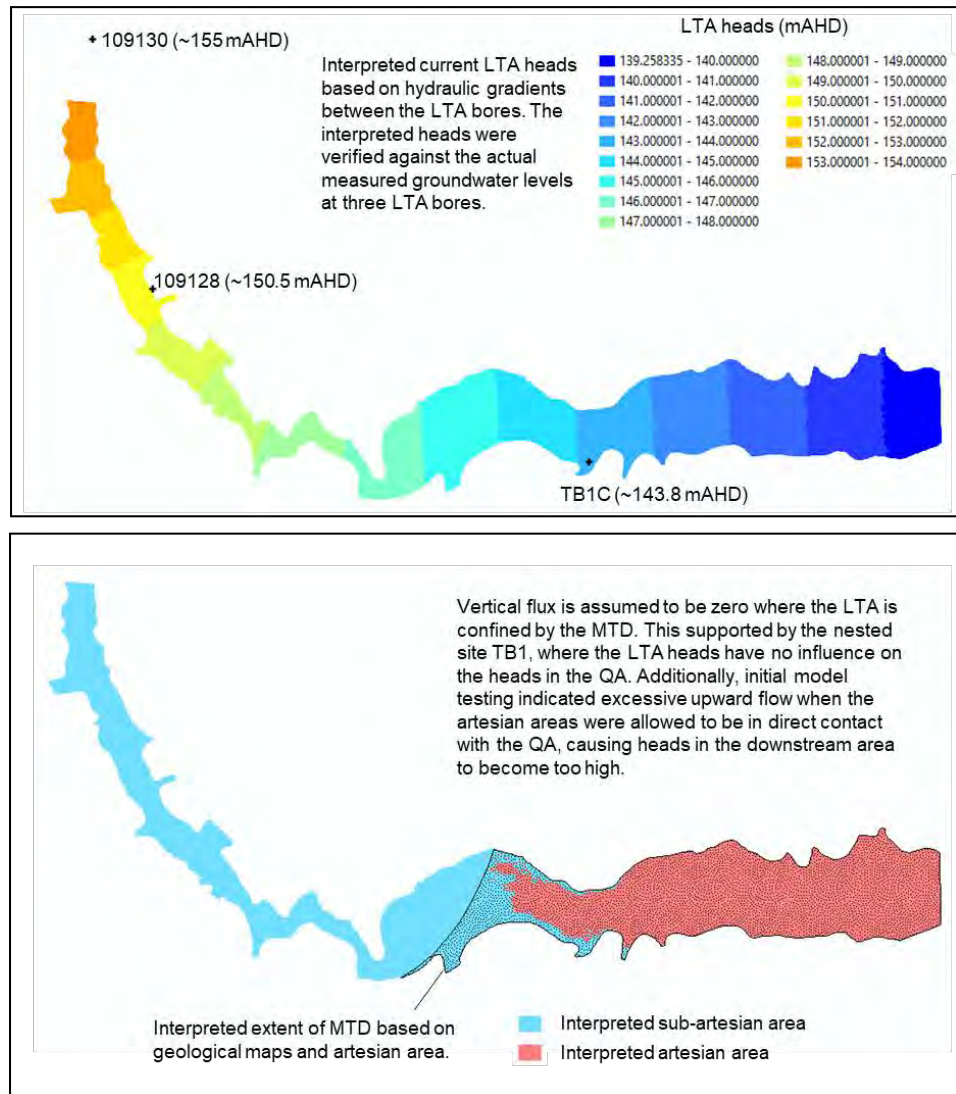 109130 (~155 mAHD)
LTA heads (mAHD)
Interpreted current LTA heads
based on hydraulic gradients
between the LTA bores. The
interpreted heads were
verified against the actual
measured groundwater levels
at three LTA bores.
139.258335 - 140.000000
140.000001 - 141.000000
141.000001 - 142.000000
142.000001 - 143.000000
143.000001 - 144.000000
144.000001 - 145.000000
145.000001 - 146.000000
146.000001 - 147.000000
147.000001 - 148.000000
148.000001 - 149.000000
149.000001 - 150.000000
150.000001 - 151.000000
151.000001 - 152.000000
152.000001 - 153.000000
153.000001 - 154.000000
109128 (~150.5 mAHD)
TB1C (~143.8 mAHD)
Vertical flux is assumed to be zero where the LTA is
confined by the MTD. This supported by the nested
site TB1, where the LTA heads have no influence on
the heads in the QA. Additionally, initial model
testing indicated excessive upward flow when the
artesian areas were allowed to be in direct contact
with the QA, causing heads in the downstream area
to become too high.
Interpreted extent of MTD based on
geological maps and artesian area.
Interpreted sub-artesian area
Interpreted artesian area